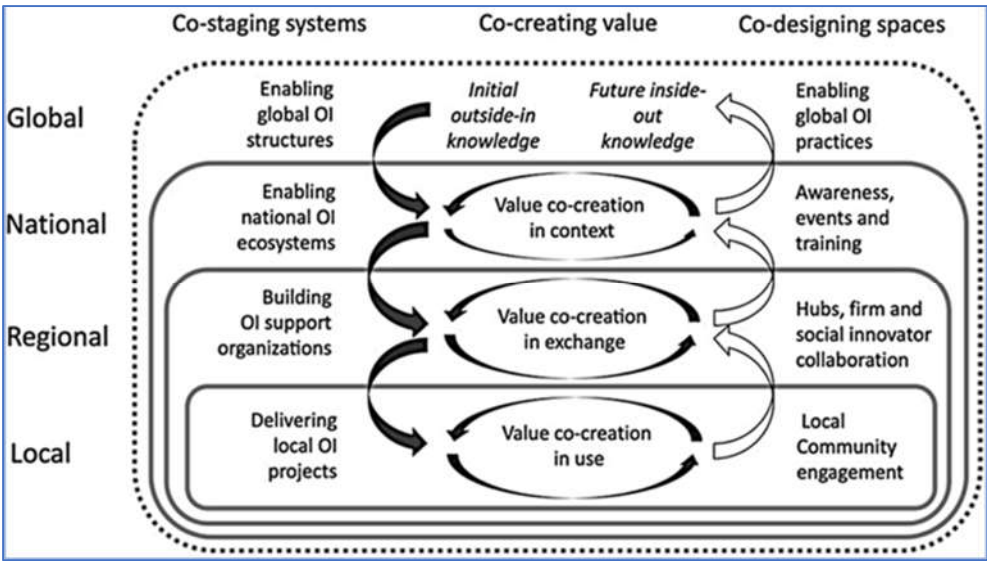 Co-staging systems
Co-creating value
Co-designing spaces
Global
Enabling
global OI
structures
Initial
outside-in
knowledge
Future inside-
out
knowledge
Enabling
global OI
practices
National
Enabling
national OI
ecosystems
Value co-creation
in context
Awareness,
events and
training
Regional
Building
OI support
organizations
Value co-creation
in exchange
Hubs, firm and
social innovator
collaboration
Local
Delivering
local OI
projects
Value co-creation
in use
Local
Community
engagement